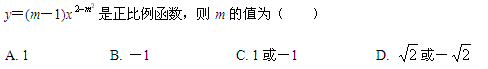 y＝(m－1)x^{2－m²} 是正比例函数，则 m 的值为（　　）
A. 1　　B. －1　　C. 1 或－1　　D. √2 或－√2